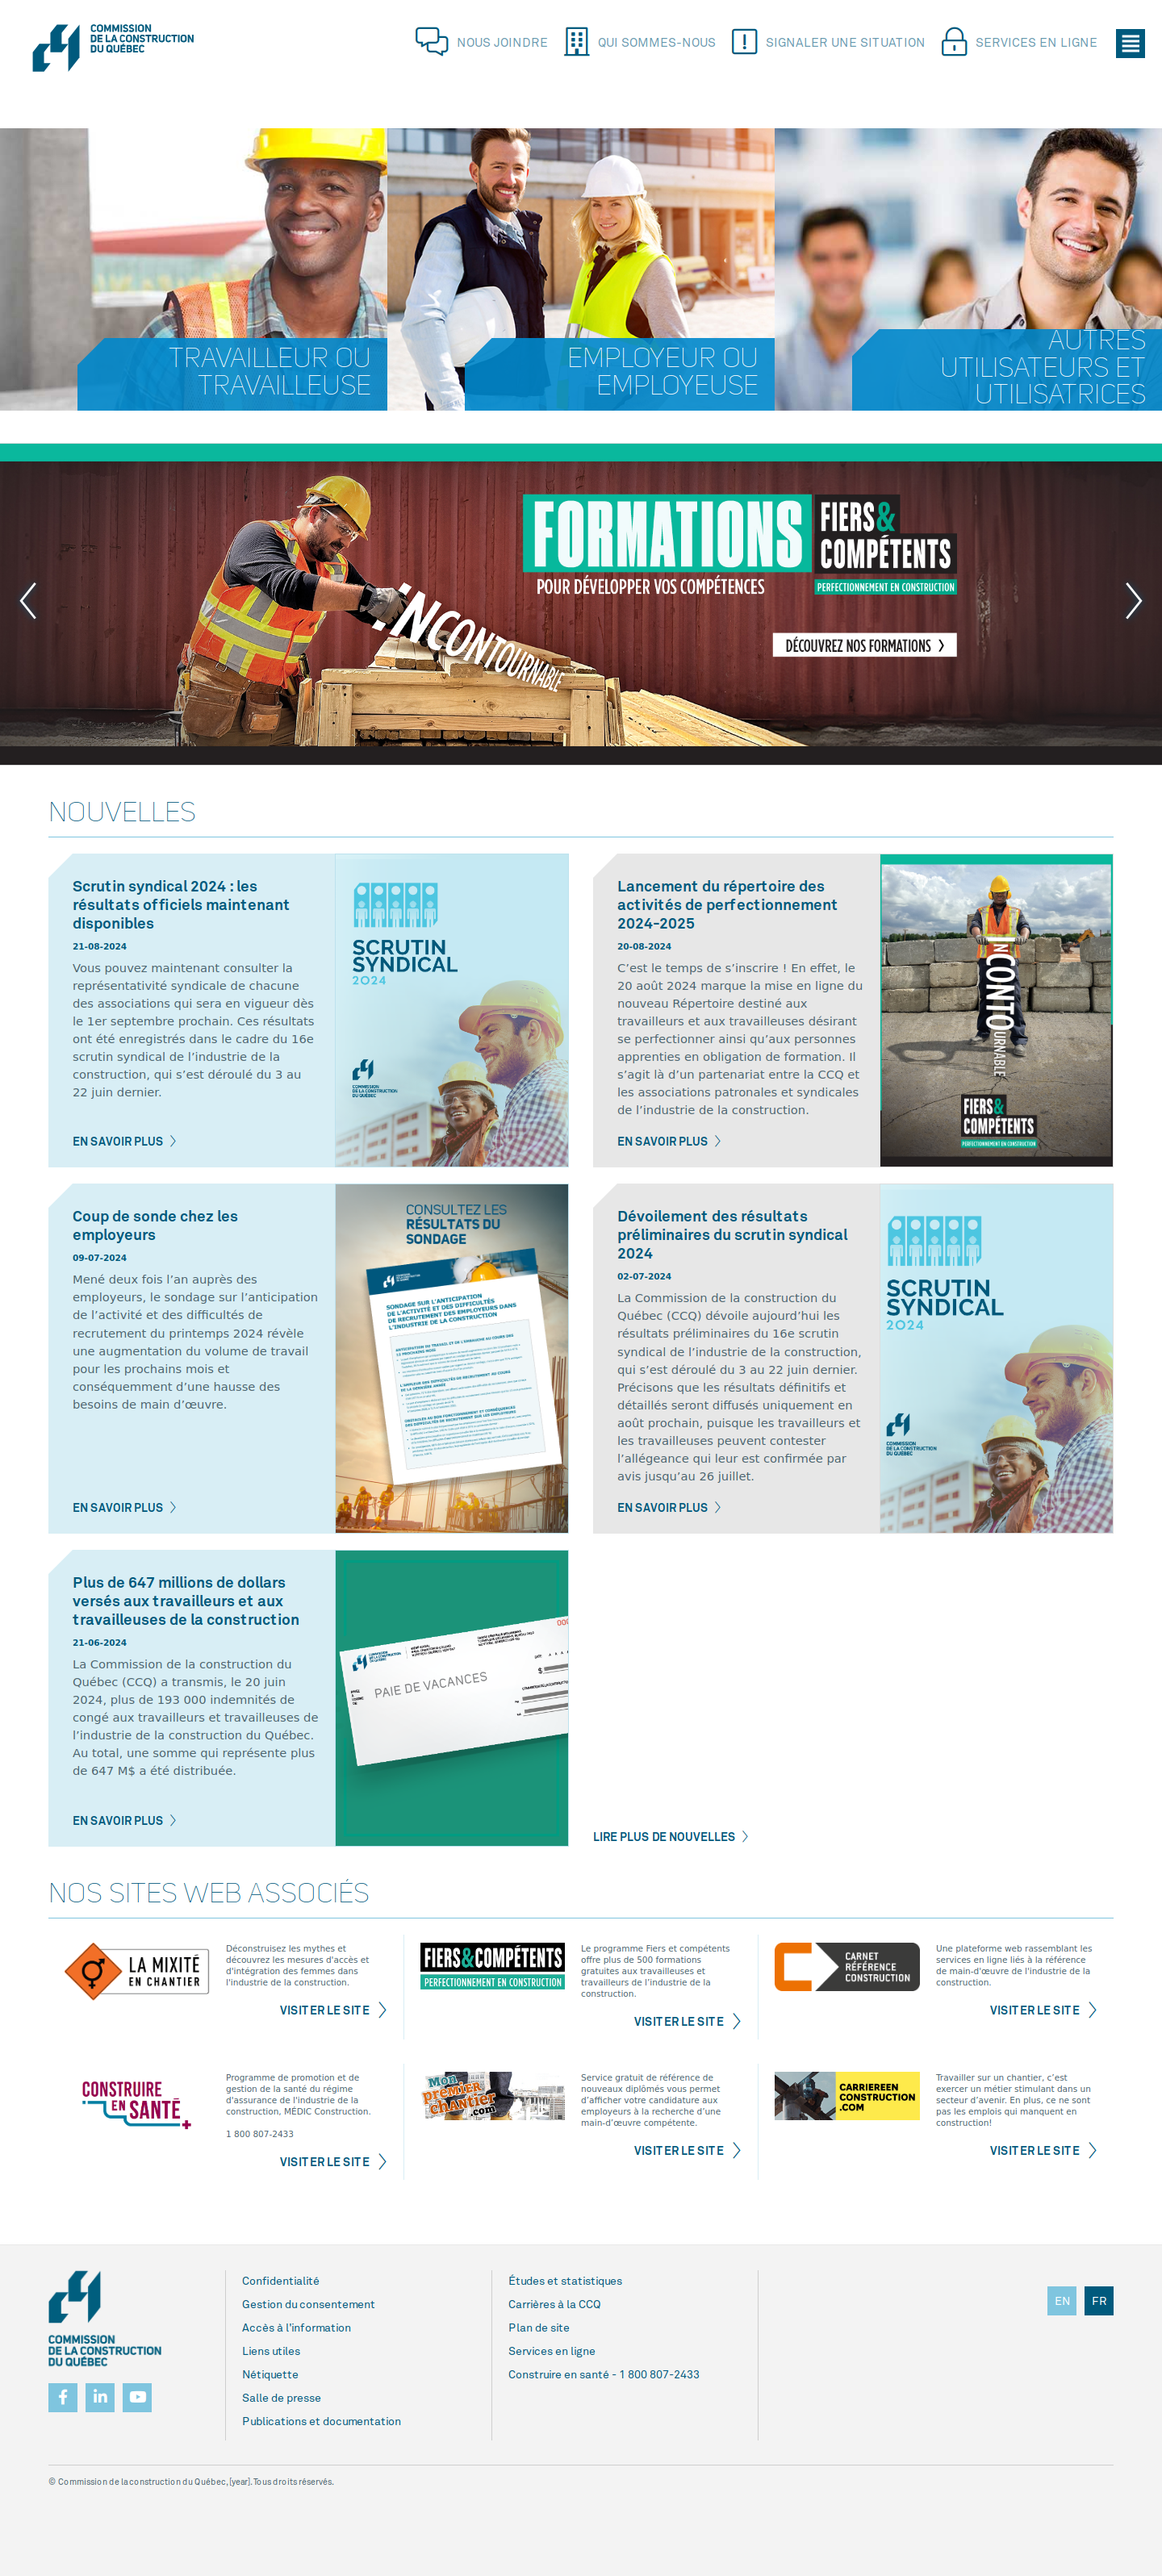 COMMISSION
DE LA CONSTRUCTION
DU QUÉBEC
NOUS JOINDRE
QUI SOMMES-NOUS
SIGNALER UNE SITUATION
SERVICES EN LIGNE
TRAVAILLEUR OU
TRAVAILLEUSE
EMPLOYEUR OU
EMPLOYEUSE
AUTRES
UTILISATEURS ET
UTILISATRICES
FORMATIONS
POUR DÉVELOPPER VOS COMPÉTENCES
FIERS&
COMPÉTENTS
PERFECTIONNEMENT EN CONSTRUCTION
INCONTOURNABLE
DÉCOUVREZ NOS FORMATIONS
NOUVELLES
Scrutin syndical 2024 : les
résultats officiels maintenant
disponibles
21-08-2024
Vous pouvez maintenant consulter la
représentativité syndicale de chacune
des associations qui sera en vigueur dès
le 1er septembre prochain. Ces résultats
ont été enregistrés dans le cadre du 16e
scrutin syndical de l’industrie de la
construction, qui s’est déroulé du 3 au
22 juin dernier.
EN SAVOIR PLUS
SCRUTIN
SYNDICAL
2024
COMMISSION
DE LA CONSTRUCTION
DU QUÉBEC
Lancement du répertoire des
activités de perfectionnement
2024-2025
20-08-2024
C’est le temps de s’inscrire ! En effet, le
20 août 2024 marque la mise en ligne du
nouveau Répertoire destiné aux
travailleurs et aux travailleuses désirant
se perfectionner ainsi qu’aux personnes
apprenties en obligation de formation. Il
s’agit là d’un partenariat entre la CCQ et
les associations patronales et syndicales
de l’industrie de la construction.
EN SAVOIR PLUS
INCONTOURNABLE
FIERS&
COMPÉTENTS
PERFECTIONNEMENT EN CONSTRUCTION
Coup de sonde chez les
employeurs
09-07-2024
Mené deux fois l’an auprès des
employeurs, le sondage sur l’anticipation
de l’activité et des difficultés de
recrutement du printemps 2024 révèle
une augmentation du volume de travail
pour les prochains mois et
conséquemment d’une hausse des
besoins de main d’œuvre.
EN SAVOIR PLUS
CONSULTEZ LES
RÉSULTATS DU
SONDAGE
SONDAGE SUR L’ANTICIPATION
DE L’ACTIVITÉ ET DES DIFFICULTÉS
DE RECRUTEMENT DES EMPLOYEURS DANS
L’INDUSTRIE DE LA CONSTRUCTION
Dévoilement des résultats
préliminaires du scrutin syndical
2024
02-07-2024
La Commission de la construction du
Québec (CCQ) dévoile aujourd’hui les
résultats préliminaires du 16e scrutin
syndical de l’industrie de la construction,
qui s’est déroulé du 3 au 22 juin dernier.
Précisons que les résultats définitifs et
détaillés seront diffusés uniquement en
août prochain, puisque les travailleurs et
les travailleuses peuvent contester
l’allégeance qui leur est confirmée par
avis jusqu’au 26 juillet.
EN SAVOIR PLUS
SCRUTIN
SYNDICAL
2024
COMMISSION
DE LA CONSTRUCTION
DU QUÉBEC
Plus de 647 millions de dollars
versés aux travailleurs et aux
travailleuses de la construction
21-06-2024
La Commission de la construction du
Québec (CCQ) a transmis, le 20 juin
2024, plus de 193 000 indemnités de
congé aux travailleurs et travailleuses de
l’industrie de la construction du Québec.
Au total, une somme qui représente plus
de 647 M$ a été distribuée.
EN SAVOIR PLUS
PAIE DE VACANCES
LIRE PLUS DE NOUVELLES
NOS SITES WEB ASSOCIÉS
LA MIXITÉ
EN CHANTIER
Déconstruisez les mythes et
découvrez les mesures d'accès et
d'intégration des femmes dans
l'industrie de la construction.
VISITER LE SITE
FIERS&COMPÉTENTS
PERFECTIONNEMENT EN CONSTRUCTION
Le programme Fiers et compétents
offre plus de 500 formations
gratuites aux travailleuses et
travailleurs de l’industrie de la
construction.
VISITER LE SITE
CARNET
RÉFÉRENCE
CONSTRUCTION
Une plateforme web rassemblant les
services en ligne liés à la référence
de main-d'œuvre de l'industrie de la
construction.
VISITER LE SITE
CONSTRUIRE
EN SANTÉ
Programme de promotion et de
gestion de la santé du régime
d'assurance de l'industrie de la
construction, MÉDIC Construction.
1 800 807-2433
VISITER LE SITE
Mon
premier
chantier
.com
Service gratuit de référence de
nouveaux diplômés vous permet
d’afficher votre candidature aux
employeurs à la recherche d’une
main-d’œuvre compétente.
VISITER LE SITE
CARRIEREEN
CONSTRUCTION
.COM
Travailler sur un chantier, c’est
exercer un métier stimulant dans un
secteur d’avenir. En plus, ce ne sont
pas les emplois qui manquent en
construction!
VISITER LE SITE
COMMISSION
DE LA CONSTRUCTION
DU QUÉBEC
Confidentialité
Gestion du consentement
Accès à l'information
Liens utiles
Nétiquette
Salle de presse
Publications et documentation
Études et statistiques
Carrières à la CCQ
Plan de site
Services en ligne
Construire en santé - 1 800 807-2433
EN
FR
© Commission de la construction du Québec, [year]. Tous droits réservés.